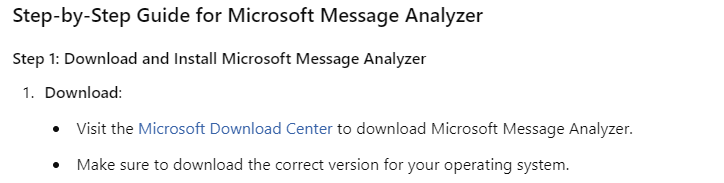 Step-by-Step Guide for Microsoft Message Analyzer
Step 1: Download and Install Microsoft Message Analyzer
1. Download:
• Visit the Microsoft Download Center to download Microsoft Message Analyzer.
• Make sure to download the correct version for your operating system.